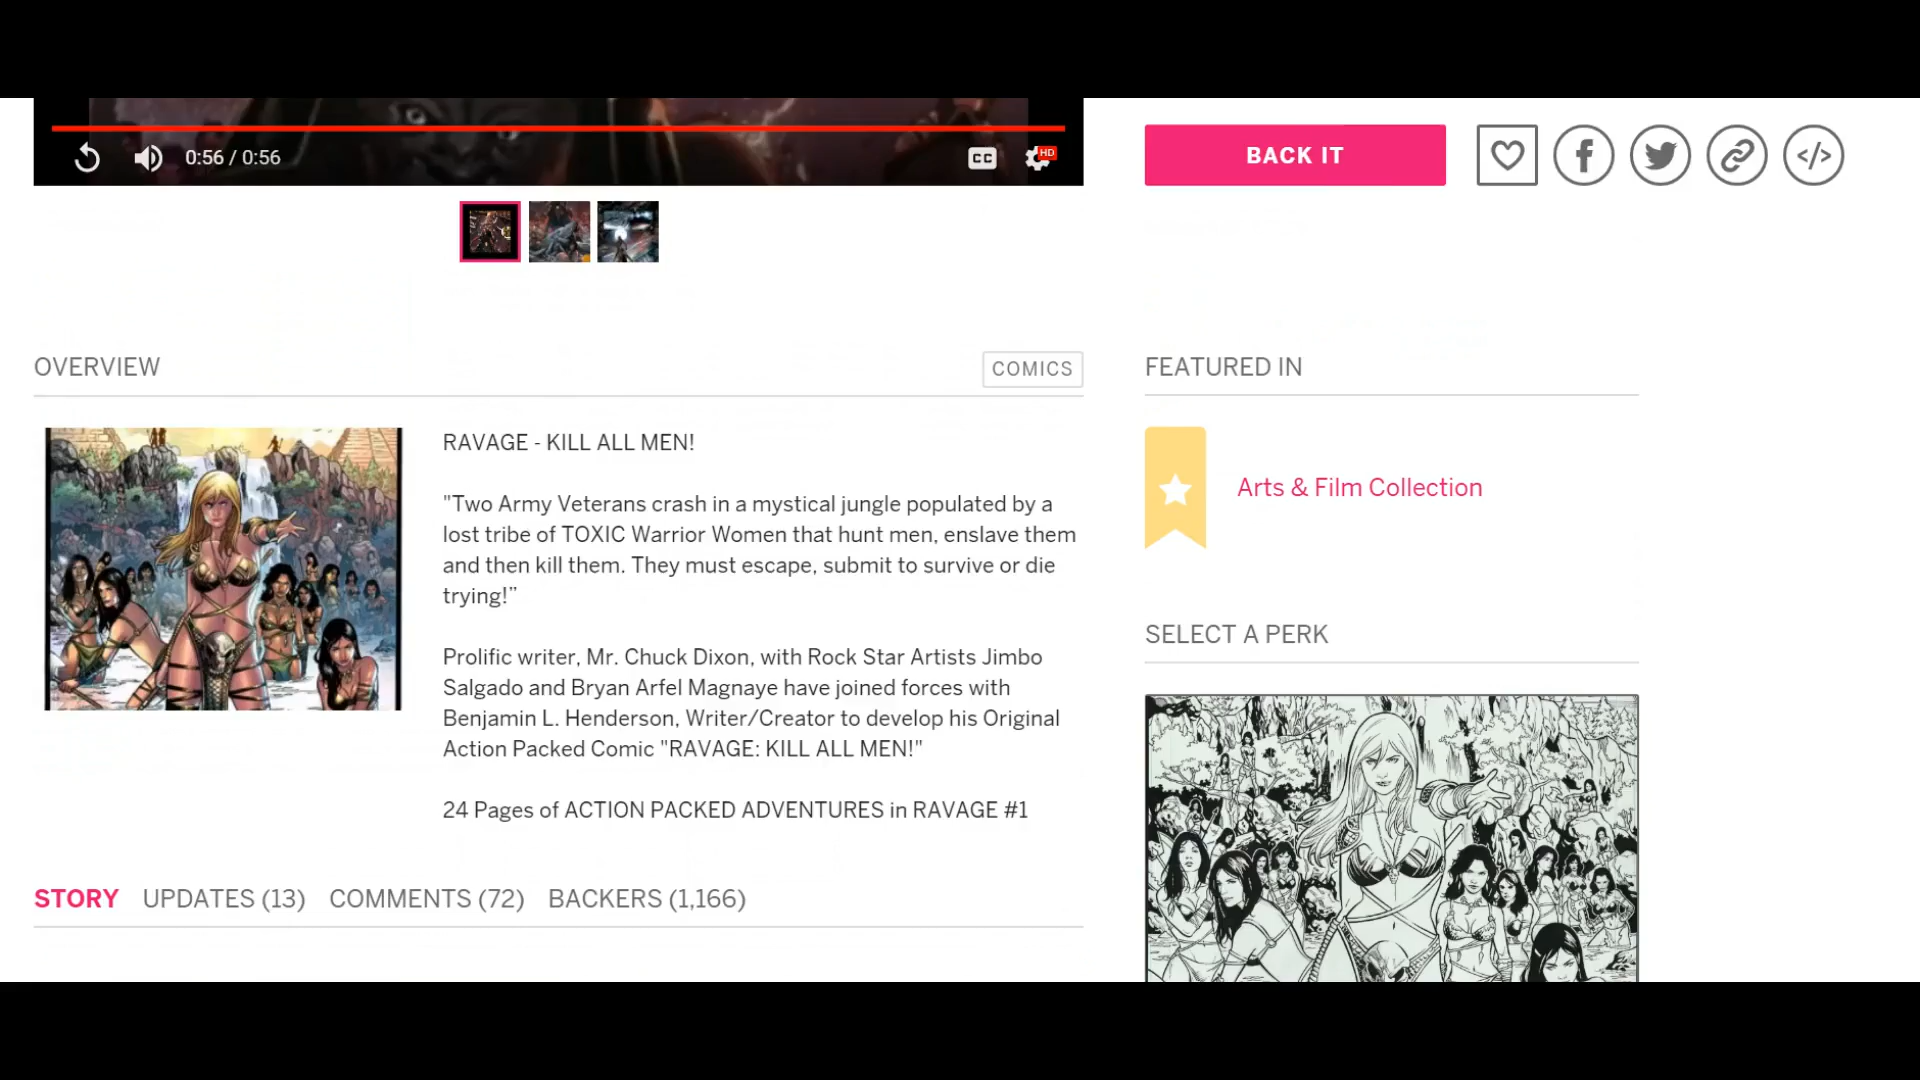 0:56 / 0:56
CC
HD
BACK IT
</>
OVERVIEW
COMICS
RAVAGE - KILL ALL MEN!
"Two Army Veterans crash in a mystical jungle populated by a
lost tribe of TOXIC Warrior Women that hunt men, enslave them
and then kill them. They must escape, submit to survive or die
trying!”
Prolific writer, Mr. Chuck Dixon, with Rock Star Artists Jimbo
Salgado and Bryan Arfel Magnaye have joined forces with
Benjamin L. Henderson, Writer/Creator to develop his Original
Action Packed Comic "RAVAGE: KILL ALL MEN!"
24 Pages of ACTION PACKED ADVENTURES in RAVAGE #1
STORY UPDATES (13) COMMENTS (72) BACKERS (1,166)
FEATURED IN
Arts & Film Collection
SELECT A PERK